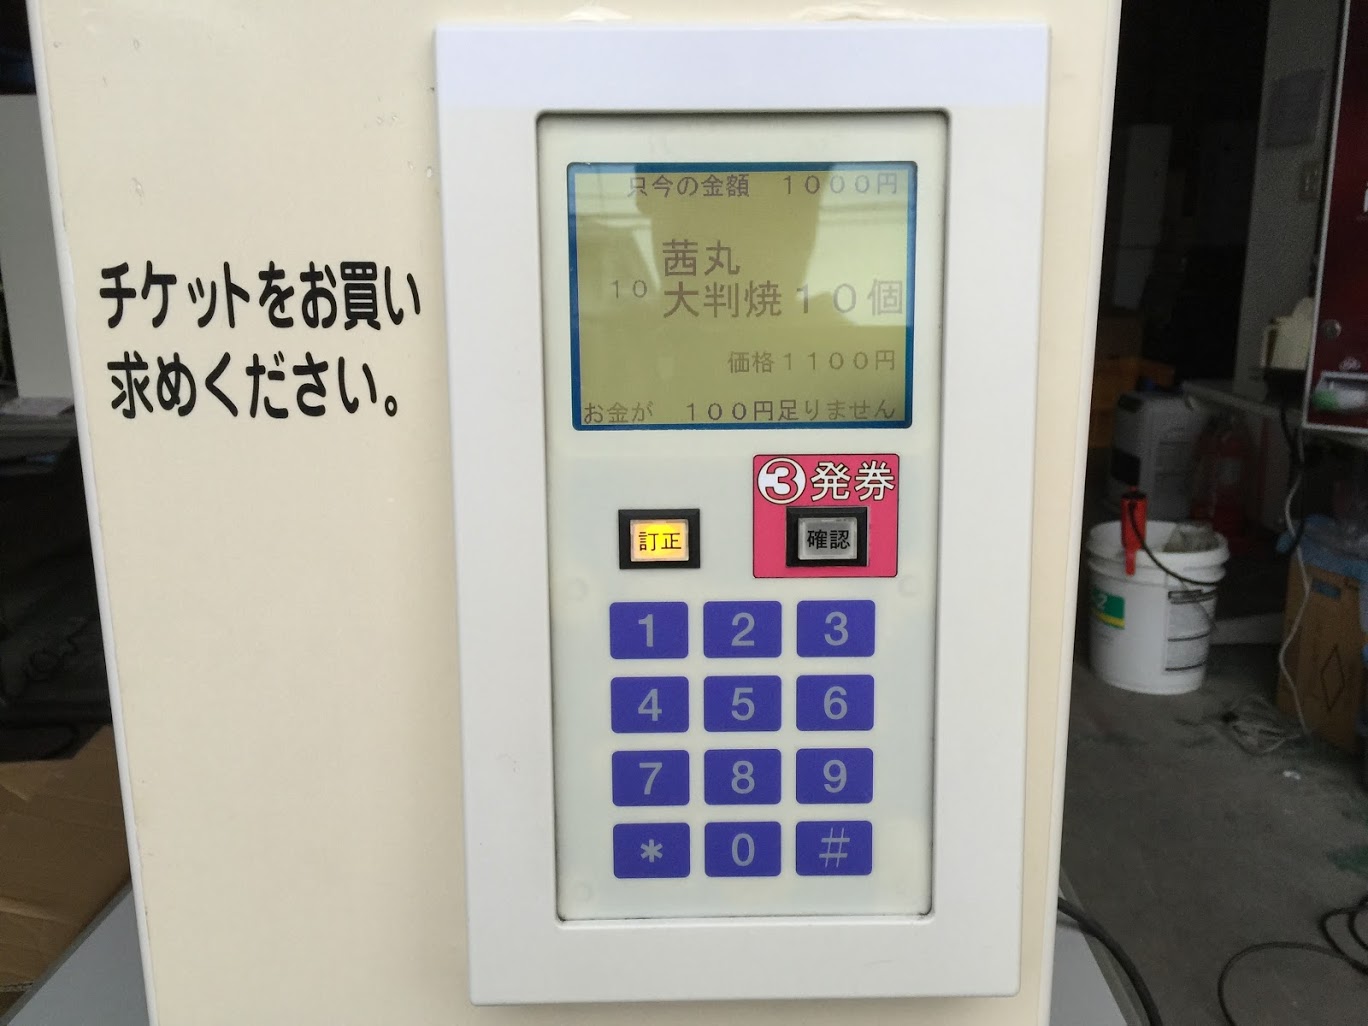 チケットをお買い
求めください。
只今の金額　１０００円
茜丸
１０　大判焼１０個
価格１１００円
お金が　１００円足りません
③発券
訂正
確認
1 2 3
4 5 6
7 8 9
* 0 #